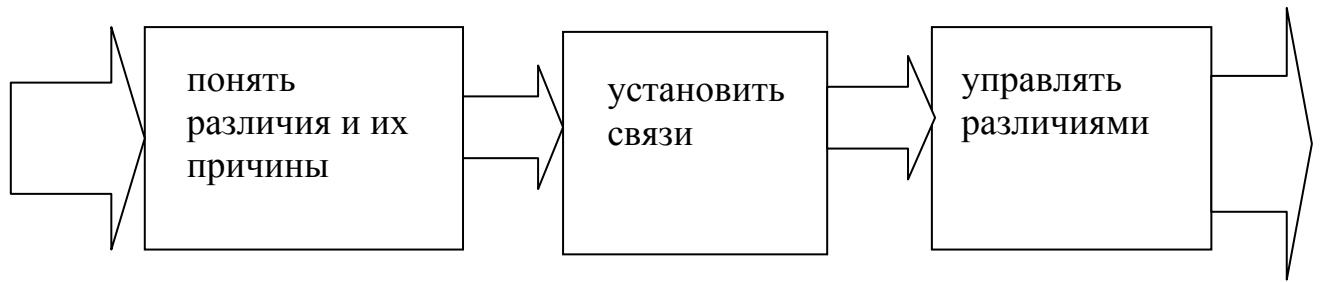 понять
различия и их
причины
установить
связи
управлять
различиями